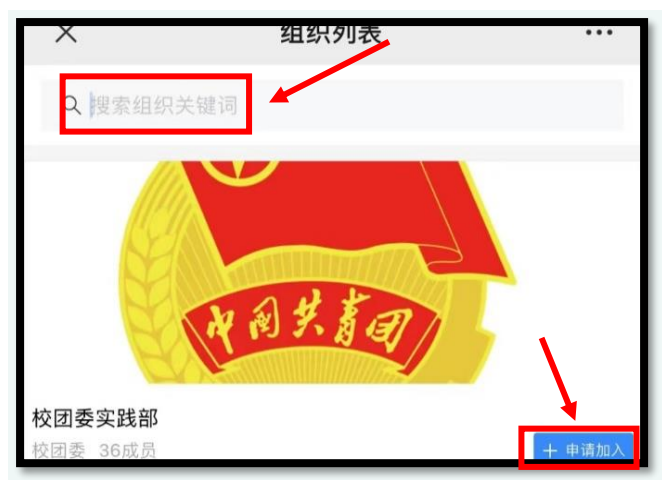 组织列表
搜索组织关键词
中国共青团
校团委实践部
校团委 36成员
+ 申请加入